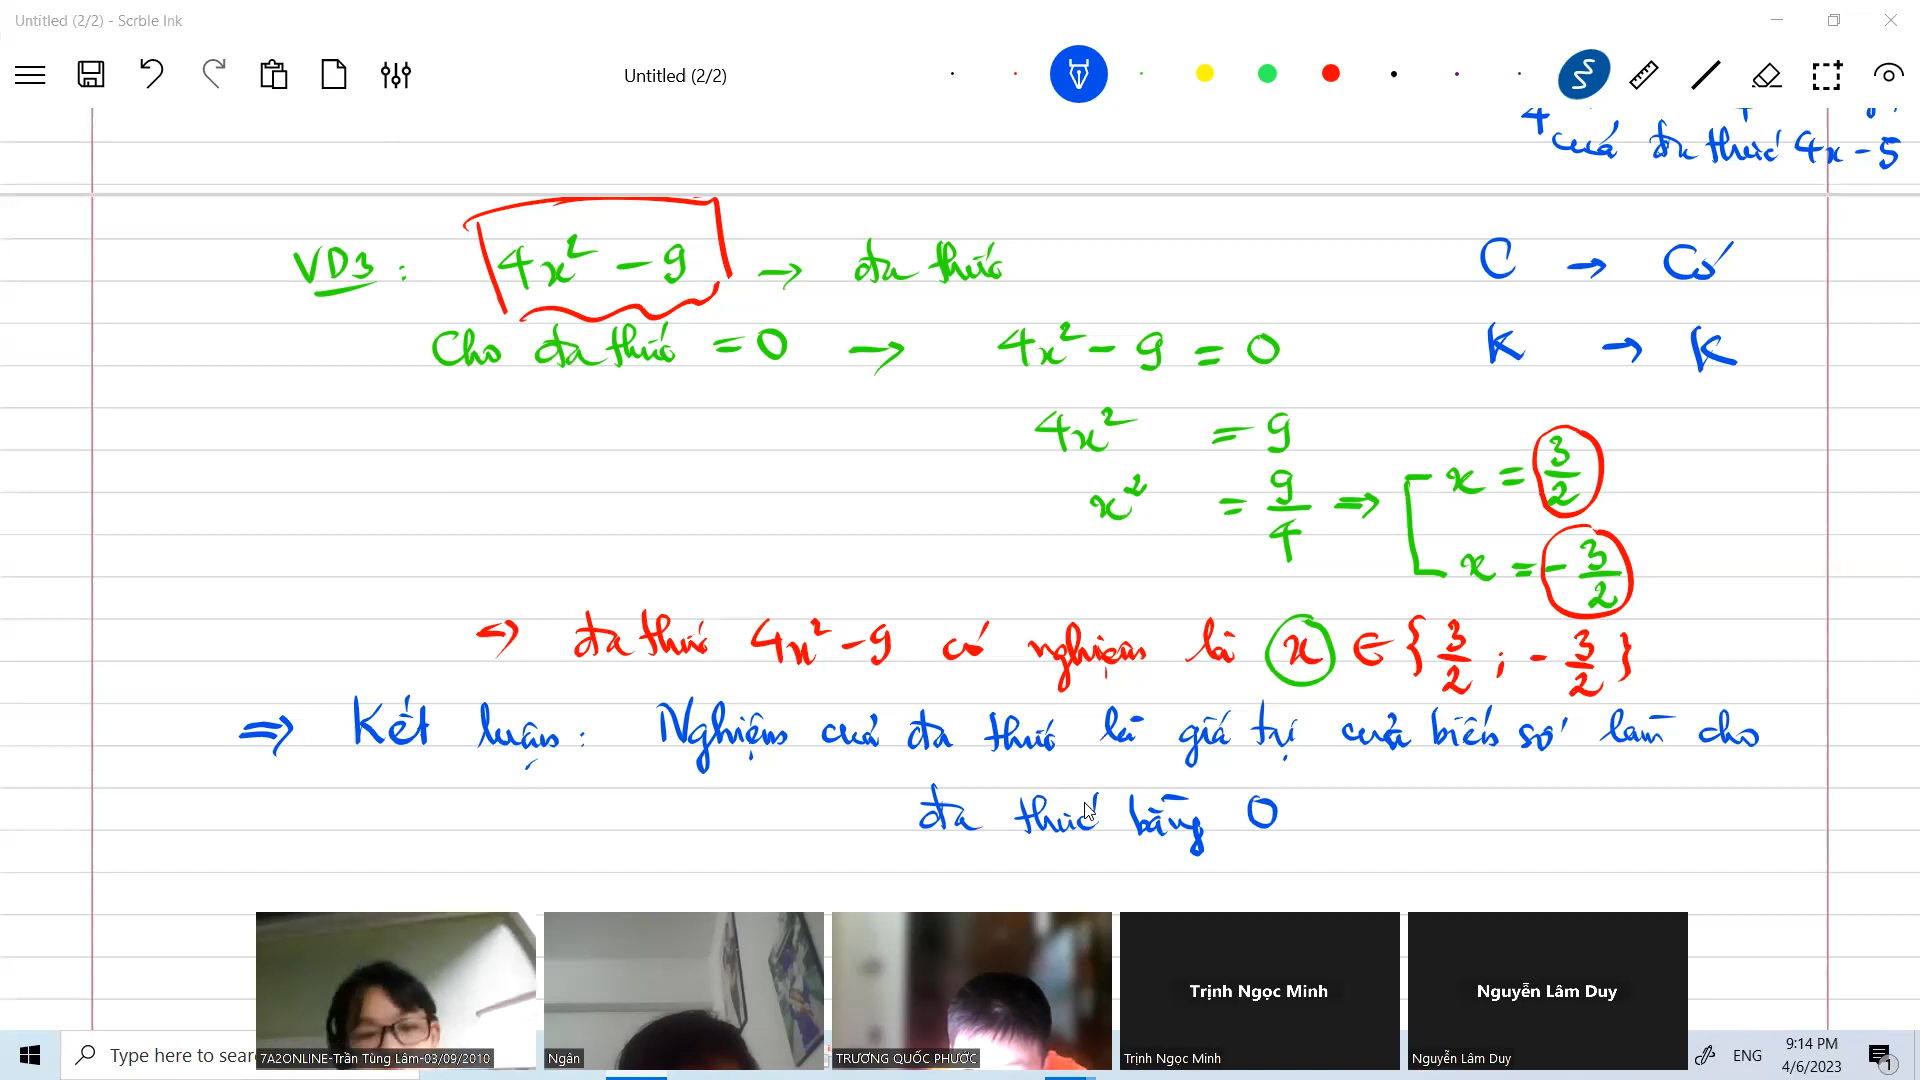 Untitled (2/2) - Scrble Ink
Untitled (2/2)
của đa thức 4x - 5
VD3 : 4x² - 9 → đa thức
C → Có
Cho đa thức = 0 → 4x² - 9 = 0
K → K
4x² = 9
x² = 9/4 ⇒ [ x = 3/2
x = - 3/2
⇒ đa thức 4x² - 9 có nghiệm là x ∈ { 3/2 ; - 3/2 }
⇒ Kết luận : Nghiệm của đa thức là giá trị của biến số làm cho
đa thức bằng 0
Trịnh Ngọc Minh
Nguyễn Lâm Duy
7A2ONLINE-Trần Tùng Lâm-03/09/2010
Ngân
TRƯƠNG QUỐC PHƯỚC
Trịnh Ngọc Minh
Nguyễn Lâm Duy
Type here to sear
ENG
9:14 PM
4/6/2023
1